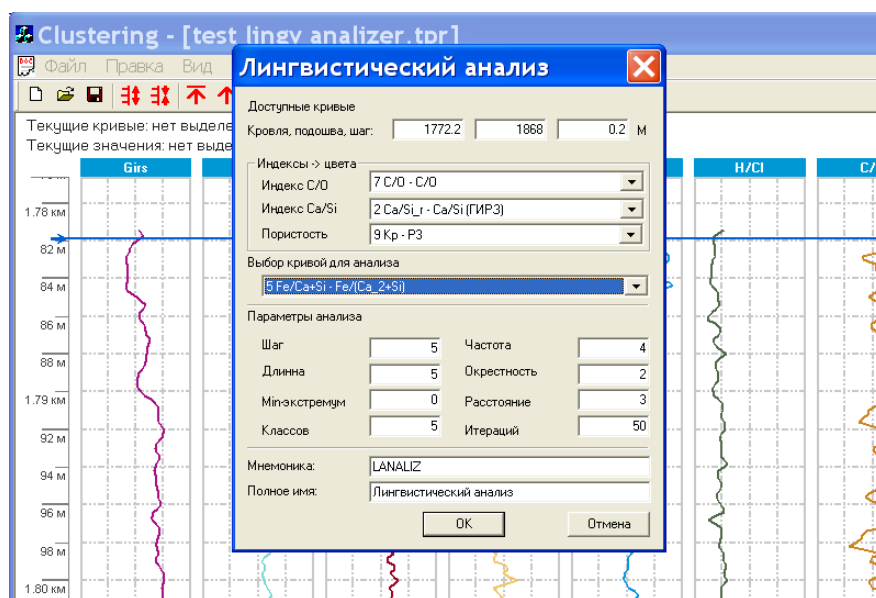 Clustering - [test lingv analizer.tpr]
Файл Правка Вид
Текущие кривые: нет выделе
Текущие значения: нет выде
Girs
H/Cl
C/
1.78 км
82 м
84 м
86 м
88 м
1.79 км
92 м
94 м
96 м
98 м
1.80 км
Лингвистический анализ
Доступные кривые
Кровля, подошва, шаг: 1772.2 1868 0.2 М
Индексы -> цвета
Индекс C/O 7 C/O - C/O
Индекс Ca/Si 2 Ca/Si_r - Ca/Si (ГИРЗ)
Пористость 9 Kp - РЗ
Выбор кривой для анализа
5 Fe/Ca+Si - Fe/(Ca_2+Si)
Параметры анализа
Шаг 5 Частота 4
Длинна 5 Окрестность 2
Min-экстремум 0 Расстояние 3
Классов 5 Итераций 50
Мнемоника: LANALIZ
Полное имя: Лингвистический анализ
OK Отмена